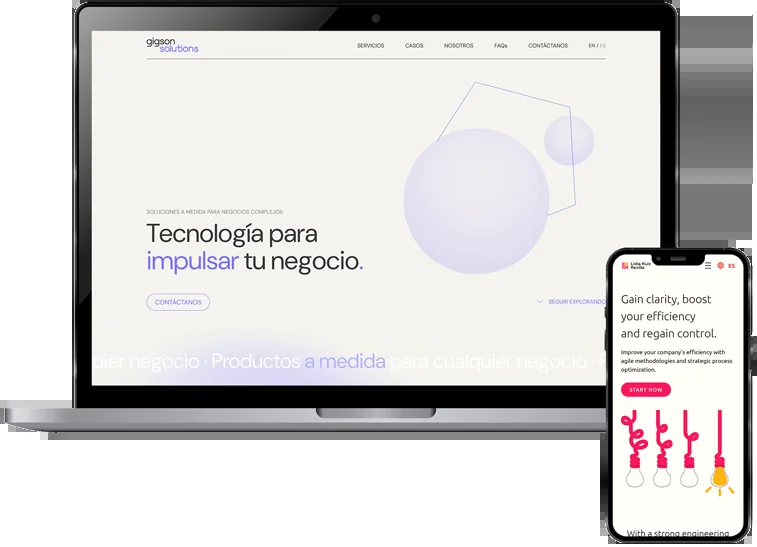 gigson
solutions
SERVICIOS CASOS NOSOTROS FAQs CONTÁCTANOS EN / ES
SOLUCIONES A MEDIDA PARA NEGOCIOS COMPLEJOS
Tecnología para
impulsar tu negocio.
CONTÁCTANOS
SEGUIR EXPLORANDO
uier negocio · Productos a medida para cualquier negocio ·
Lidia Ruiz
Revilla
ES
Gain clarity, boost
your efficiency
and regain control.
Improve your company's efficiency with
agile methodologies and strategic process
optimization.
START NOW
With a strong engineering